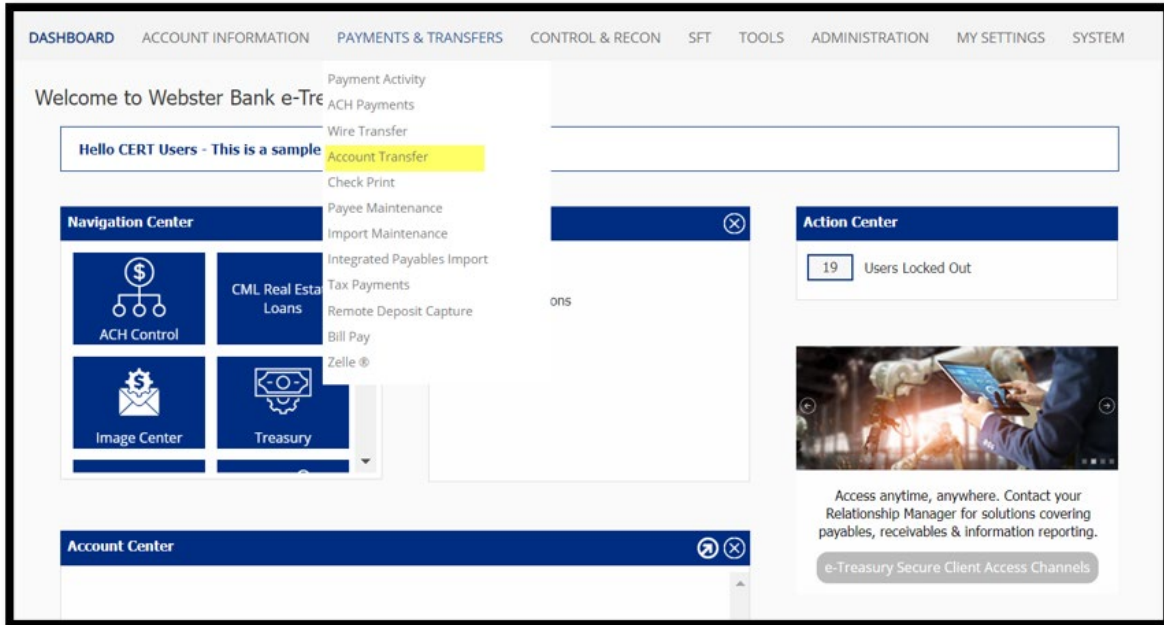 DASHBOARD ACCOUNT INFORMATION PAYMENTS & TRANSFERS CONTROL & RECON SFT TOOLS ADMINISTRATION MY SETTINGS SYSTEM
Payment Activity
ACH Payments
Wire Transfer
Account Transfer
Check Print
Payee Maintenance
Import Maintenance
Integrated Payables Import
Tax Payments
Remote Deposit Capture
Bill Pay
Zelle ®
Welcome to Webster Bank e-Tre
Hello CERT Users - This is a sample
Navigation Center
$
ACH Control
CML Real Esta
Loans
$
Image Center
Treasury
ons
Action Center
19 Users Locked Out
Access anytime, anywhere. Contact your
Relationship Manager for solutions covering
payables, receivables & information reporting.
e-Treasury Secure Client Access Channels
Account Center